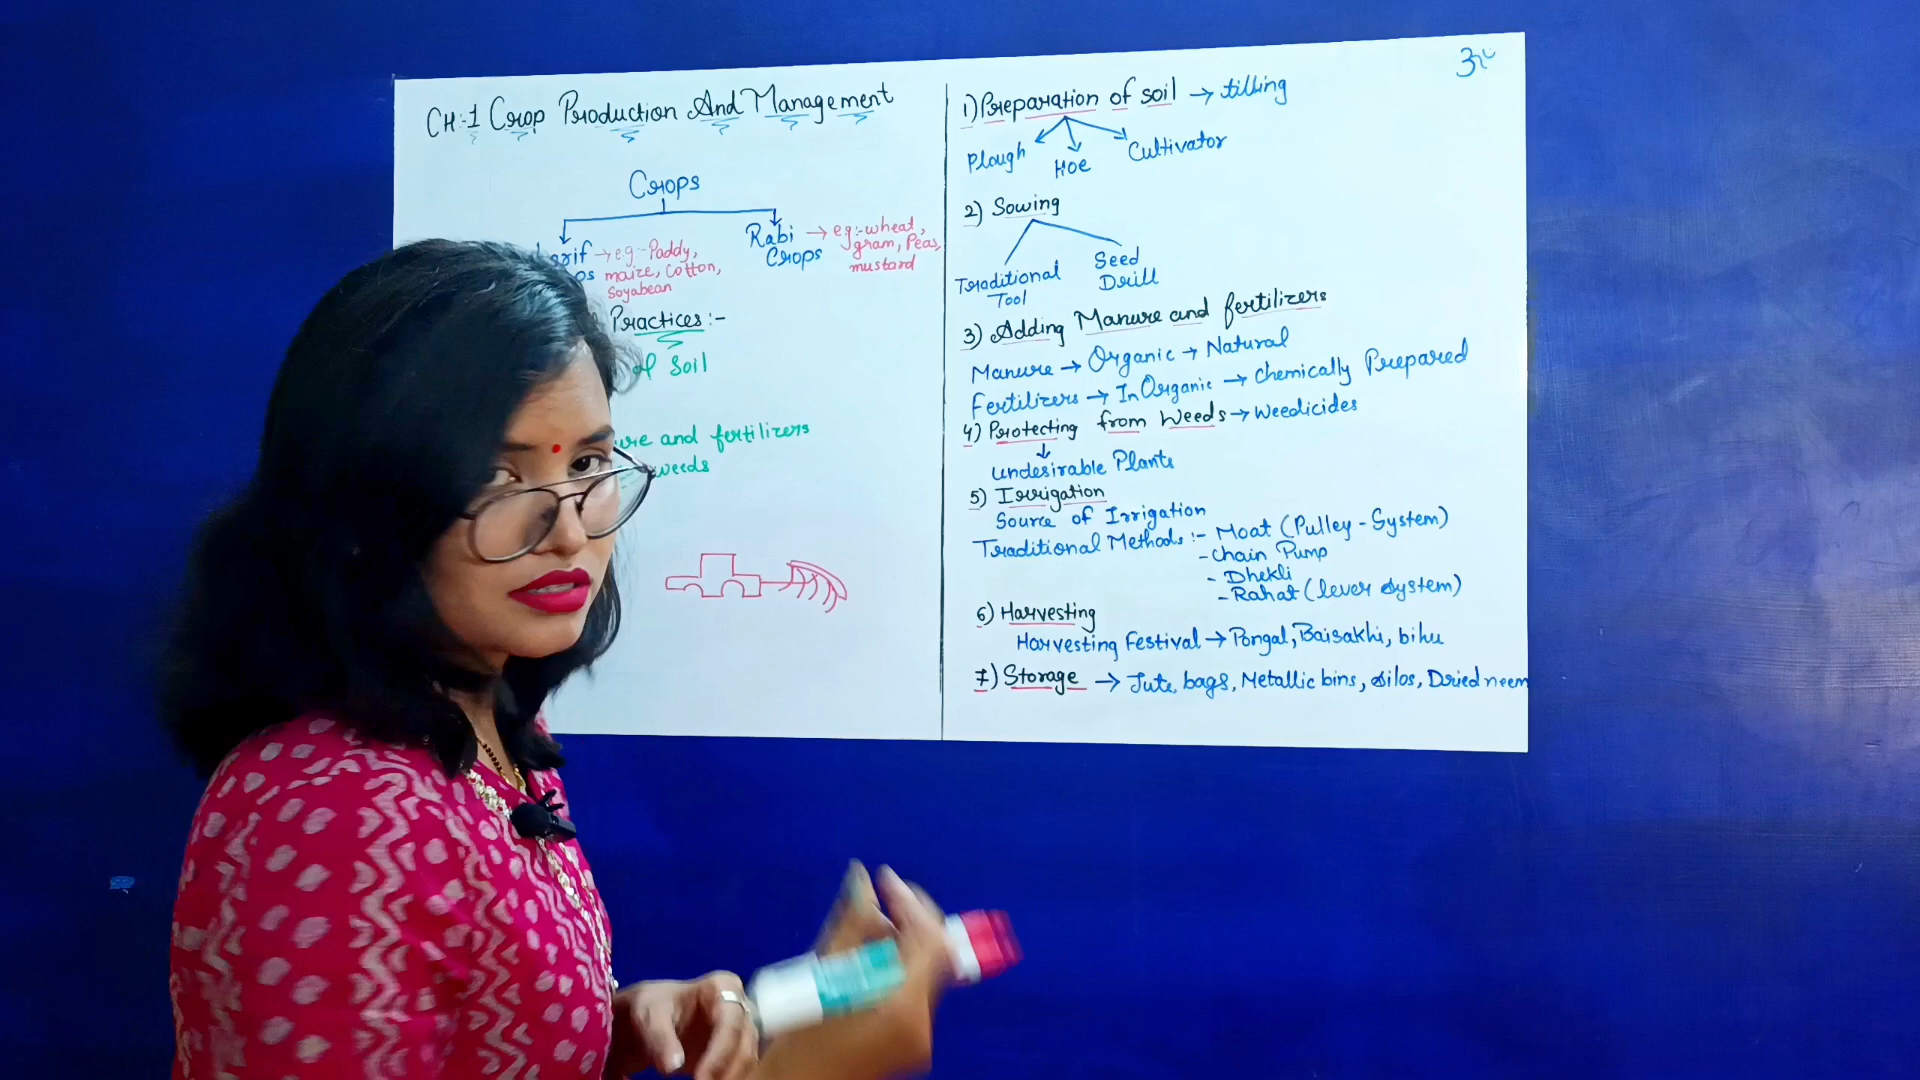 CH:-1 Crop Production And Management
Crops
→ e.g:- Paddy,
maize, Cotton,
Soyabean
Rabi
Crops
→ eg:- wheat,
gram, Peas,
mustard
Practices:-
of Soil
and fertilizers
weeds
1) Preparation of soil → tilling
Plough
Hoe
Cultivator
2) Sowing
Traditional
Tool
Seed
Drill
3) Adding Manure and fertilizers
Manure → Organic → Natural
Fertilizers → InOrganic → Chemically Prepared
4) Protecting from Weeds → Weedicides
undesirable Plants
5) Irrigation
Source of Irrigation
Traditional Methods :- Moat (Pulley - System)
- Chain Pump
- Dhekli
- Rahat (lever system)
6) Harvesting
Harvesting Festival → Pongal, Baisakhi, bihu
7) Storage → Jute bags, Metallic bins, silos, Dried neem